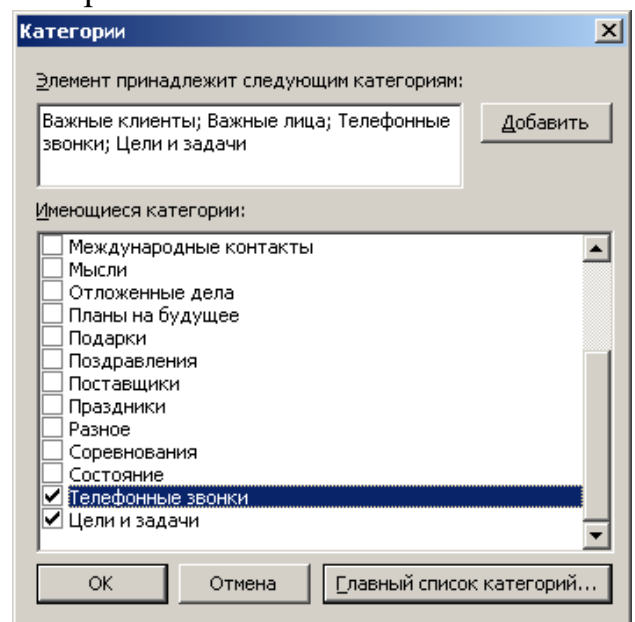 Категории
Элемент принадлежит следующим категориям:
Важные клиенты; Важные лица; Телефонные
звонки; Цели и задачи
Добавить
Имеющиеся категории:
Международные контакты
Мысли
Отложенные дела
Планы на будущее
Подарки
Поздравления
Поставщики
Праздники
Разное
Соревнования
Состояние
Телефонные звонки
Цели и задачи
ОК
Отмена
Главный список категорий...